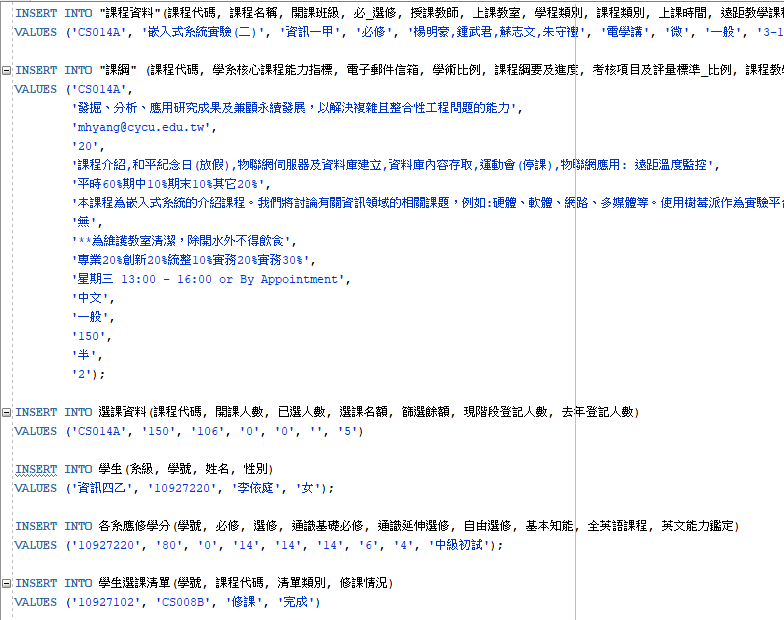 INSERT INTO "課程資料"(課程代碼, 課程名稱, 開課班級, 必_選修, 授課教師, 上課教室, 學程類別, 課程類別, 上課時間, 遠距教學課
VALUES ('CS014A', '嵌入式系統實驗(二)', '資訊一甲', '必修', '楊明豪,鍾武君,蘇志文,朱守禮', '電學講', '微', '一般', '3-1
INSERT INTO "課綱" (課程代碼, 學系核心課程能力指標, 電子郵件信箱, 學術比例, 課程綱要及進度, 考核項目及評量標準_比例, 課程教學
VALUES ('CS014A',
'發掘、分析、應用研究成果及兼顧永續發展，以解決複雜且整合性工程問題的能力',
'mhyang@cycu.edu.tw',
'20',
'課程介紹,和平紀念日(放假),物聯網伺服器及資料庫建立,資料庫內容存取,運動會(停課),物聯網應用: 遠距溫度監控',
'平時60%期中10%期末10%其它20%',
'本課程為嵌入式系統的介紹課程。我們將討論有關資訊領域的相關課題，例如:硬體、軟體、網路、多媒體等。使用樹莓派作為實驗平台
'無',
'**為維護教室清潔，除開水外不得飲食',
'專業20%創新20%統整10%實務20%實務30%',
'星期三 13:00 - 16:00 or By Appointment',
'中文',
'一般',
'150',
'半',
'2');
INSERT INTO 選課資料(課程代碼, 開課人數, 已選人數, 選課名額, 篩選餘額, 現階段登記人數, 去年登記人數)
VALUES ('CS014A', '150', '106', '0', '0', '', '5')
INSERT INTO 學生(系級, 學號, 姓名, 性別)
VALUES ('資訊四乙', '10927220', '李依庭', '女');
INSERT INTO 各系應修學分(學號, 必修, 選修, 通識基礎必修, 通識延伸選修, 自由選修, 基本知能, 全英語課程, 英文能力鑑定)
VALUES ('10927220', '80', '0', '14', '14', '14', '6', '4', '中級初試');
INSERT INTO 學生選課清單(學號, 課程代碼, 清單類別, 修課情況)
VALUES ('10927102', 'CS008B', '修課', '完成')